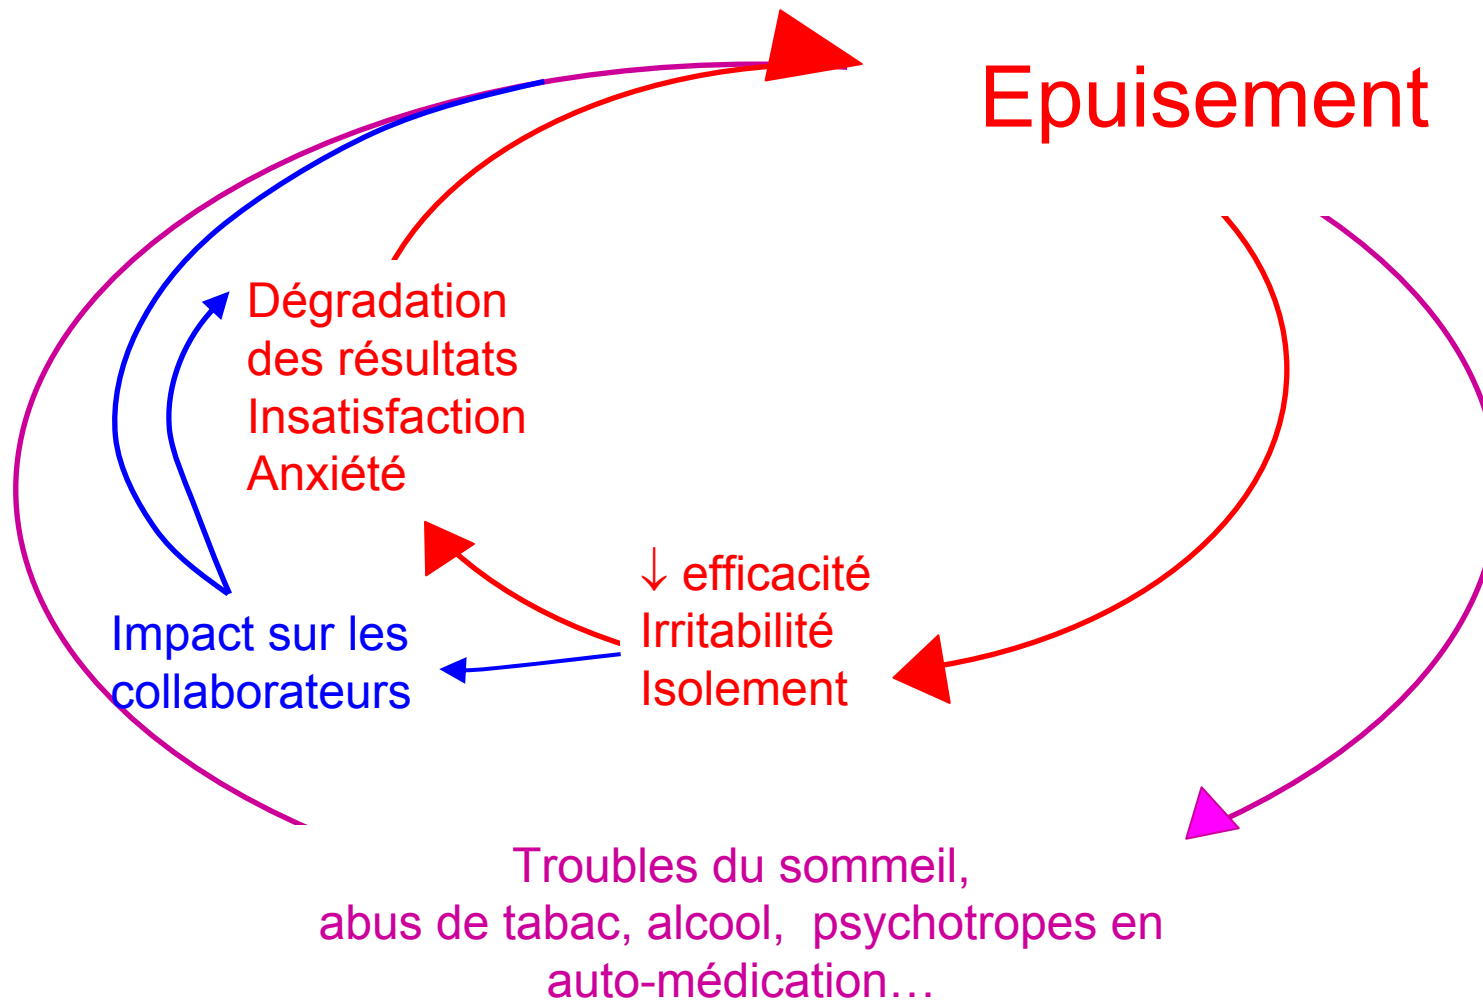 Epuisement
Dégradation
des résultats
Insatisfaction
Anxiété
↓ efficacité
Irritabilité
Isolement
Impact sur les
collaborateurs
Troubles du sommeil,
abus de tabac, alcool,  psychotropes en
auto-médication…